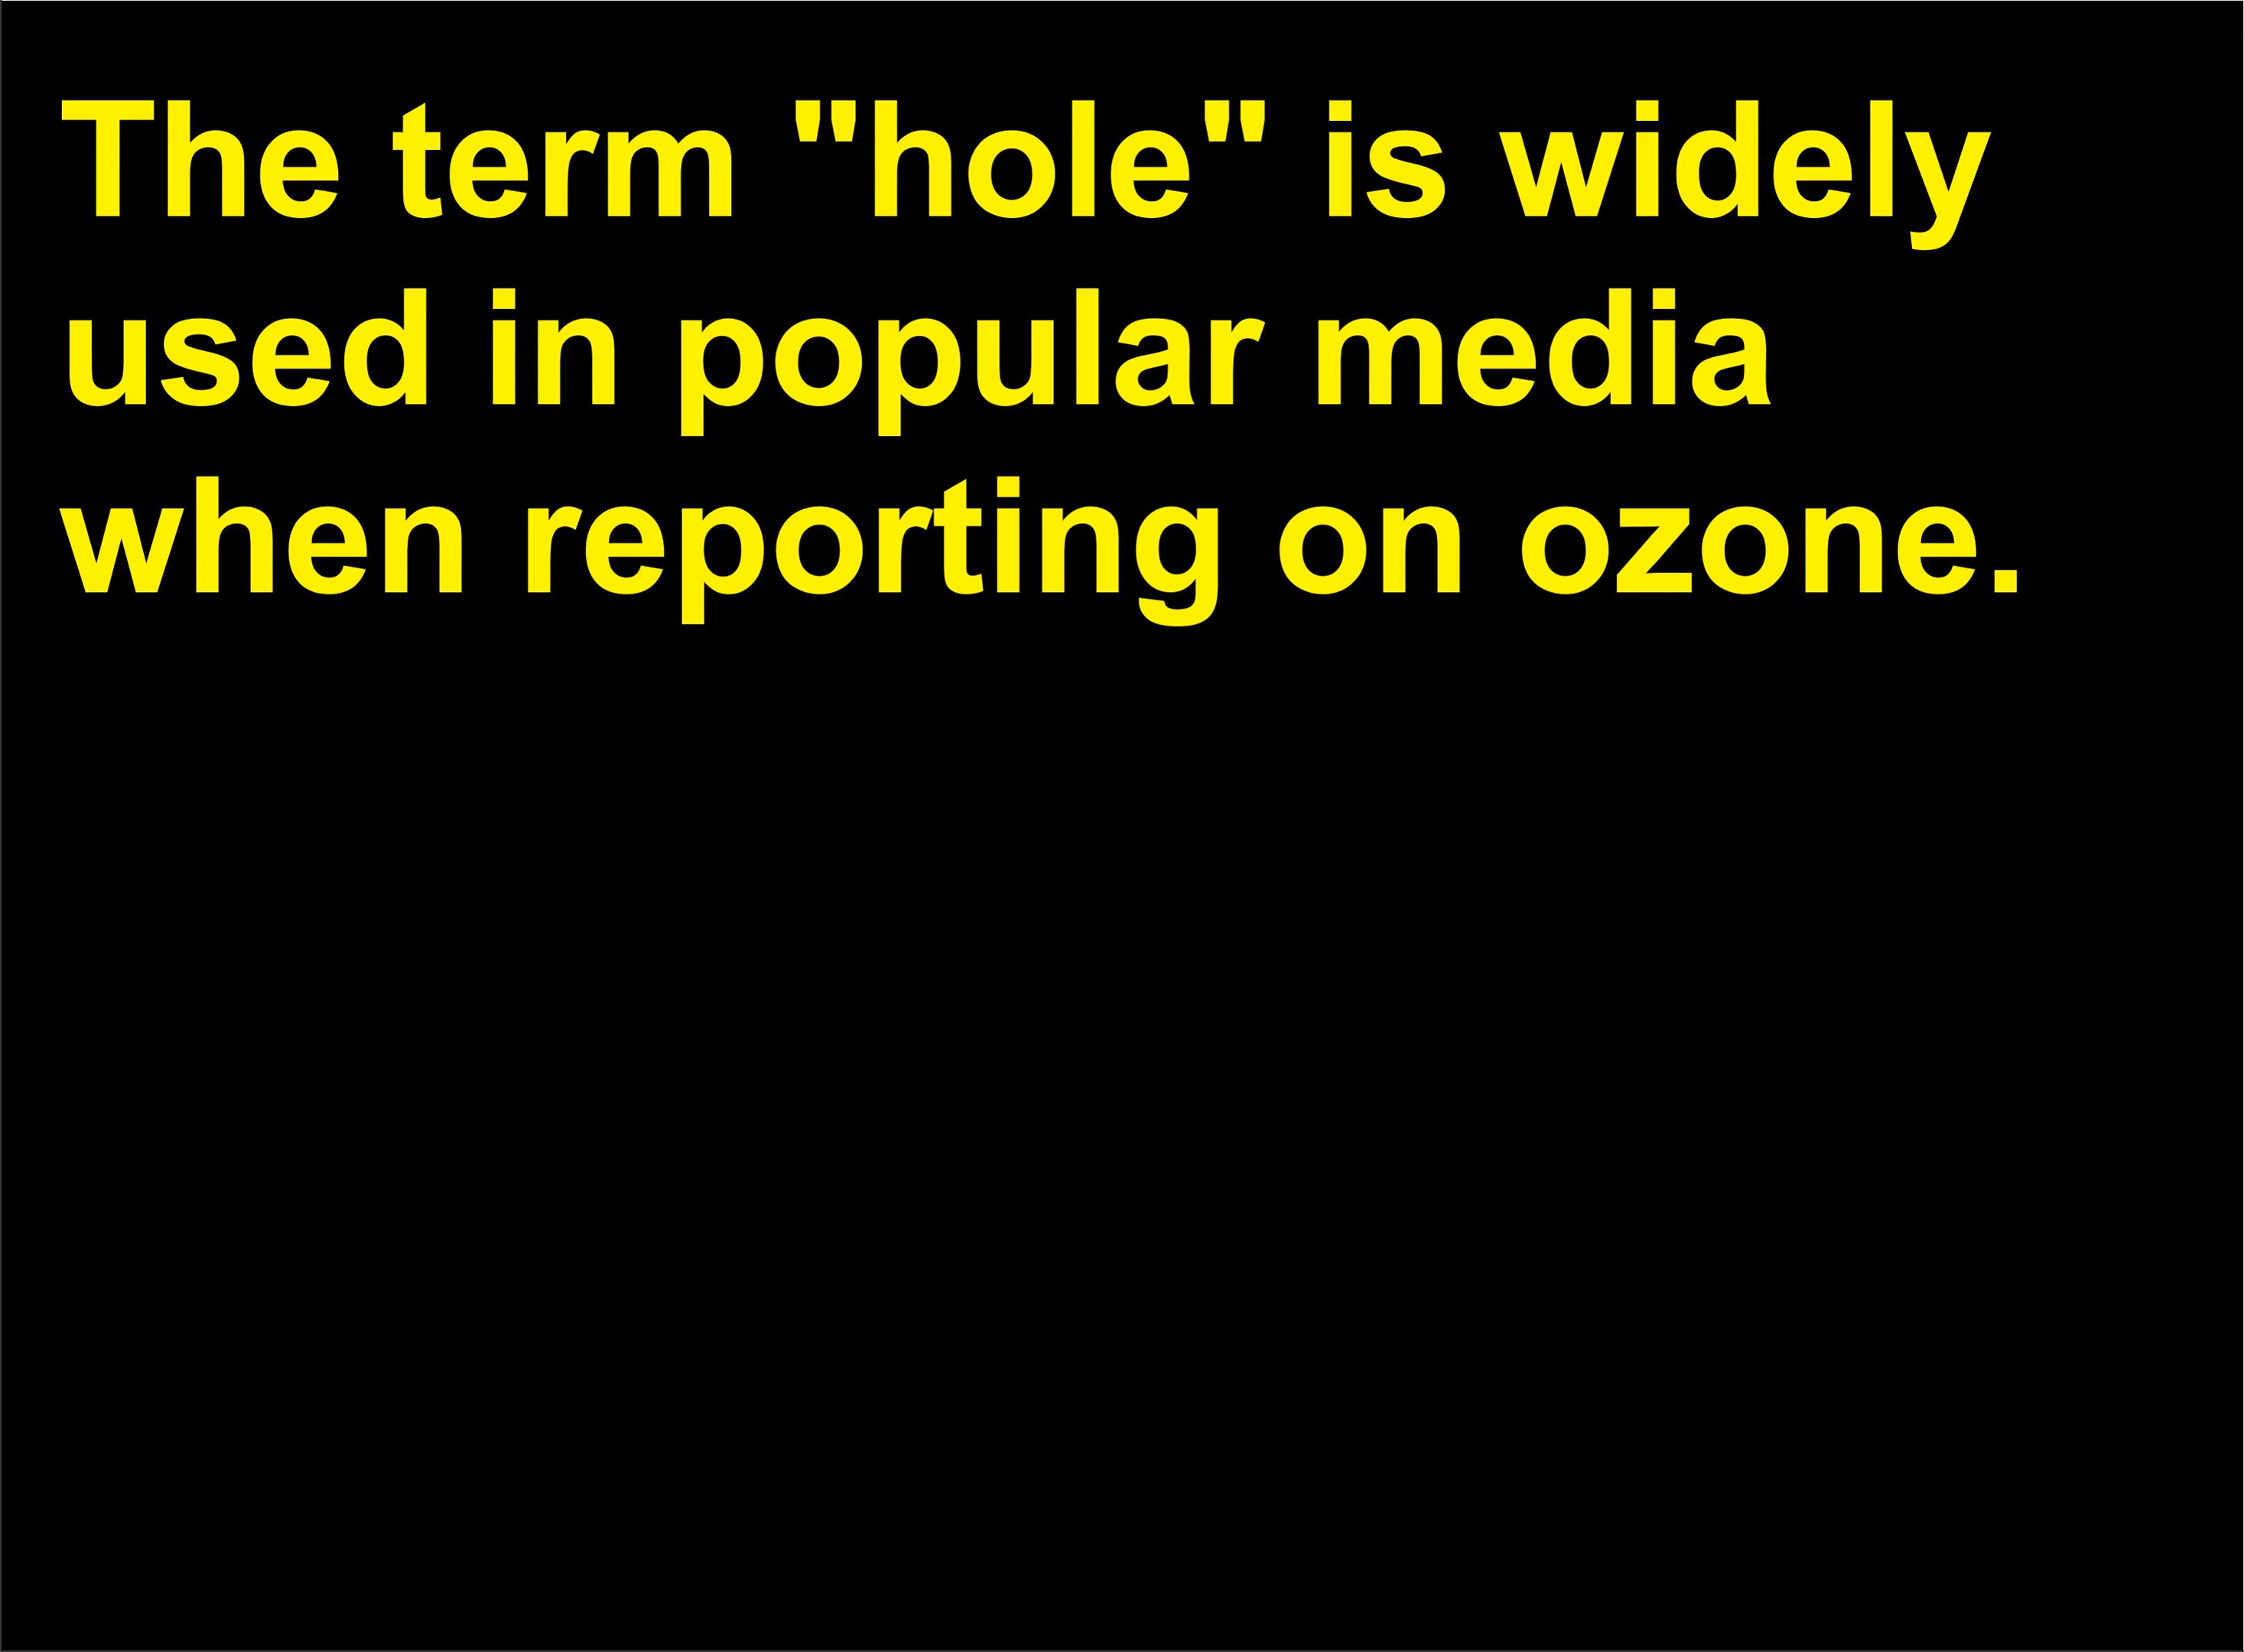 The term "hole" is widely
used in popular media
when reporting on ozone.